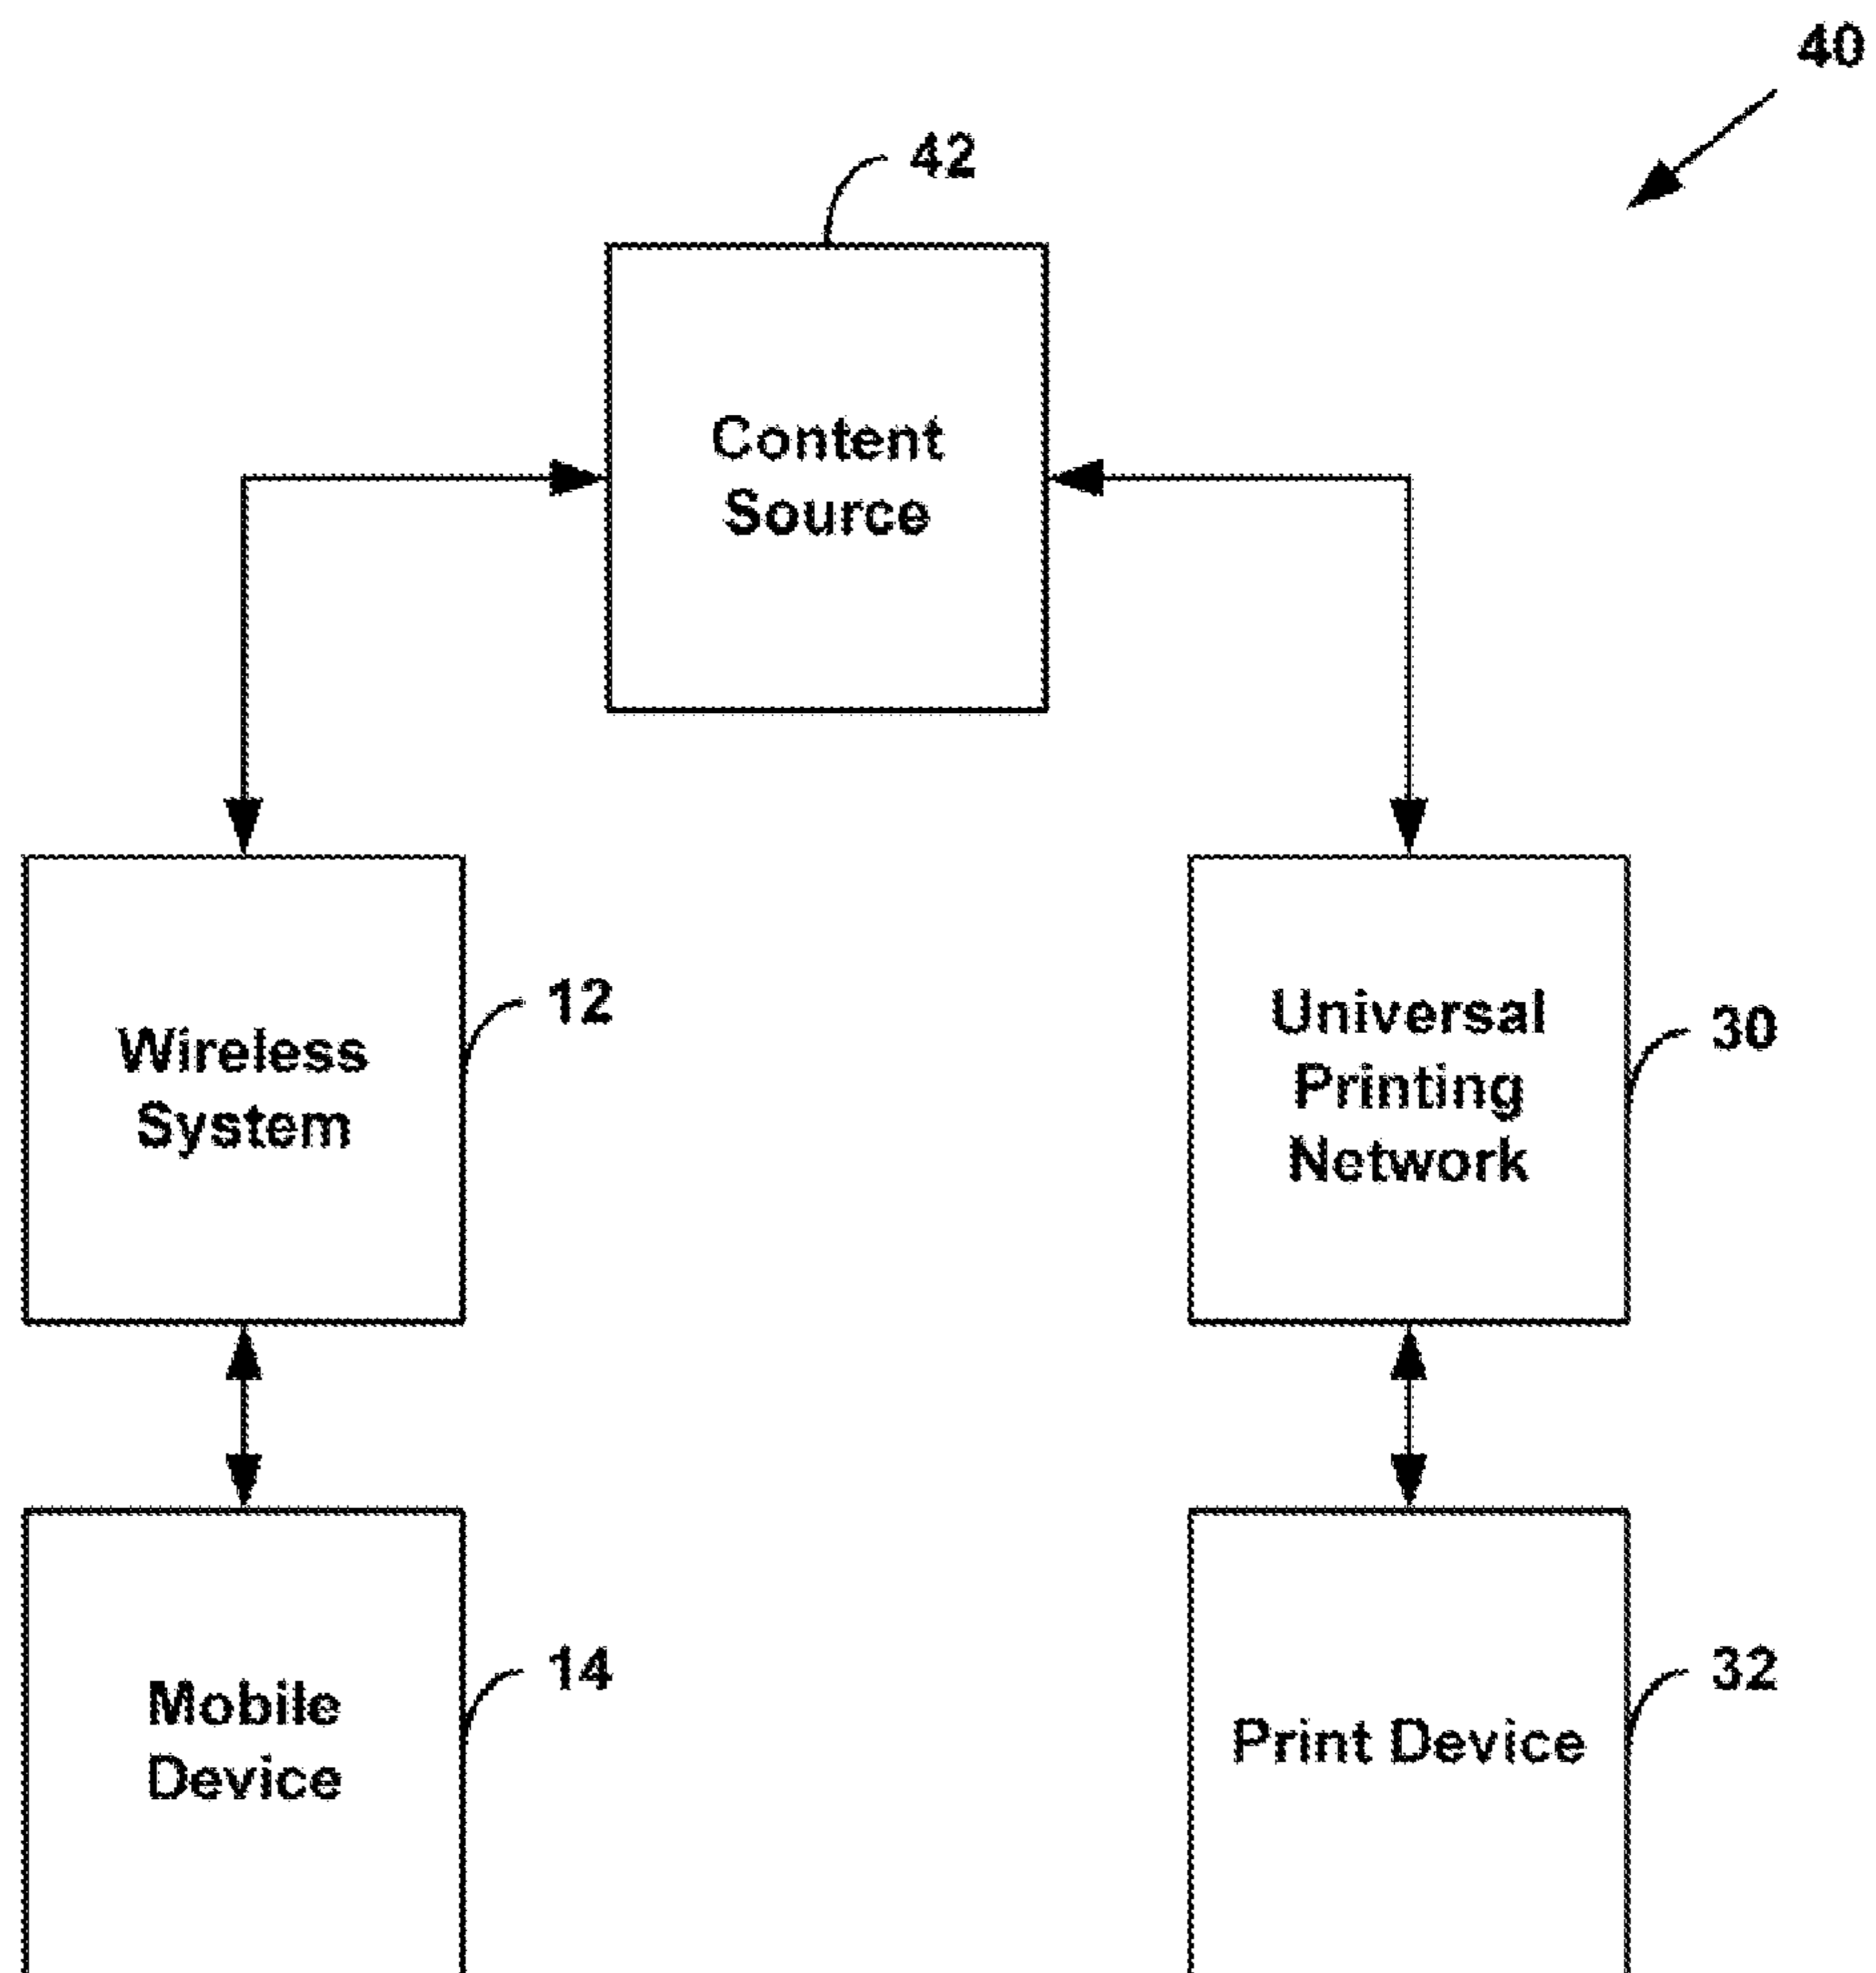 40
42
Content
Source
12
Wireless
System
Universal
Printing
Network
30
14
Mobile
Device
32
Print Device